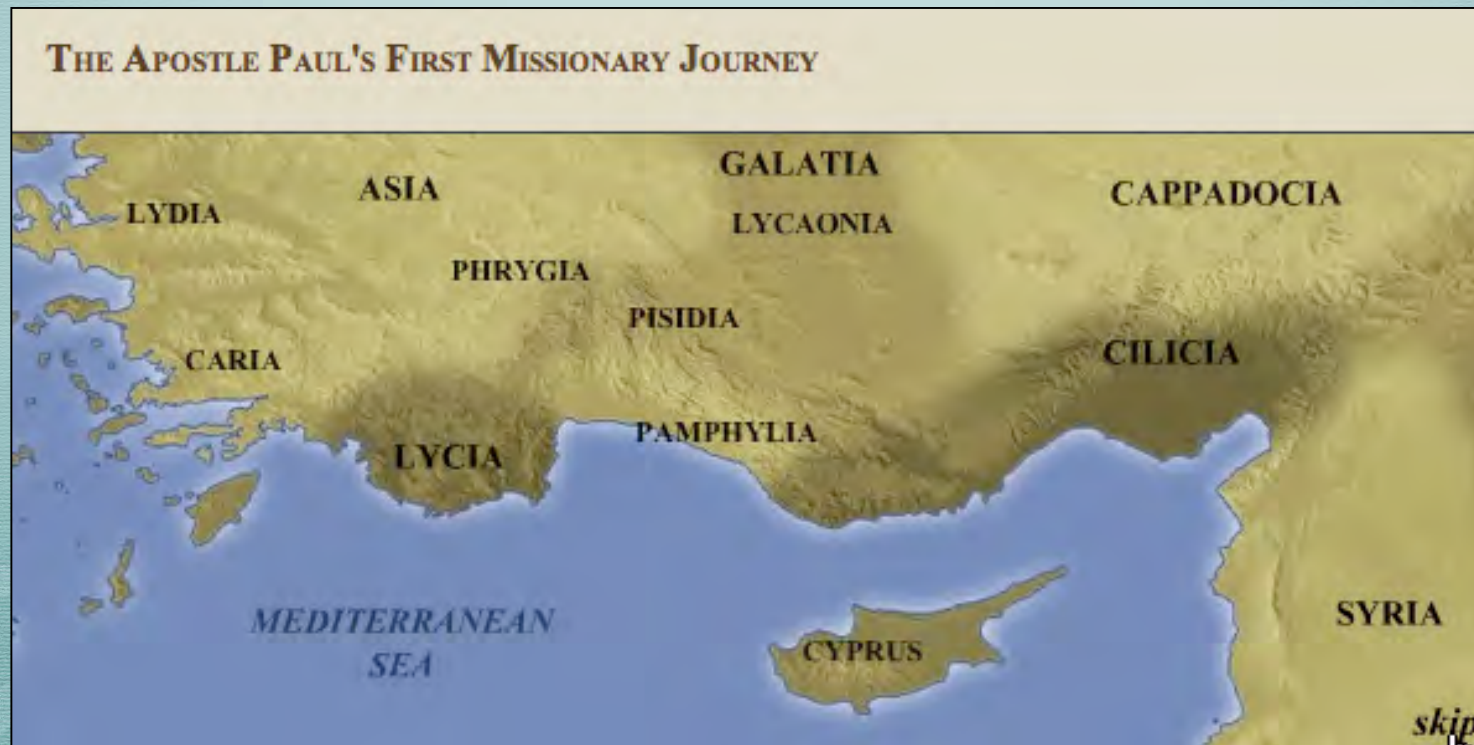 THE APOSTLE PAUL'S FIRST MISSIONARY JOURNEY
GALATIA
ASIA
CAPPADOCIA
LYDIA
LYCAONIA
PHRYGIA
PISIDIA
CARIA
CILICIA
PAMPHYLIA
LYCIA
MEDITERRANEAN
SEA
SYRIA
CYPRUS
skip